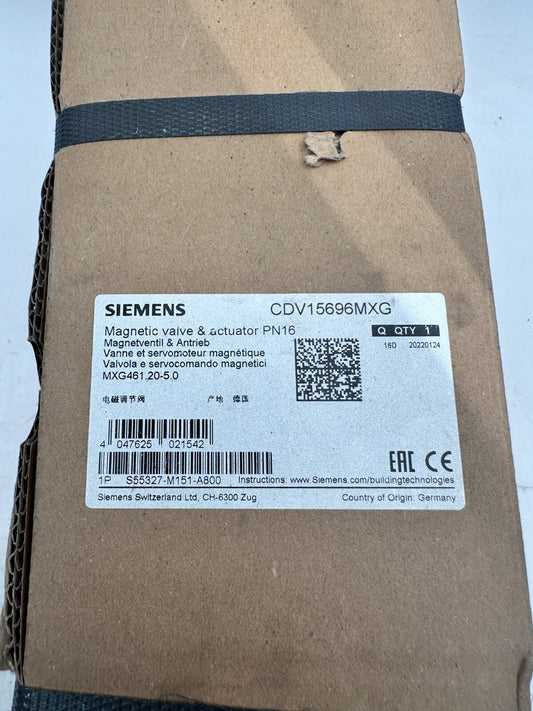 SIEMENS CDV15696MXG
Magnetic valve & actuator PN16
Q QTY 1
Magnetventil & Antrieb
16D 20220124
Vanne et servomoteur magnétique
Valvola e servocomando magnetici
MXG461.20-5.0
电磁调节阀 产地 德国
4 047625 021542
1P S55327-M151-A800 Instructions: www.Siemens.com/buildingtechnologies
EAC CE
Siemens Switzerland Ltd, CH-6300 Zug Country of Origin: Germany